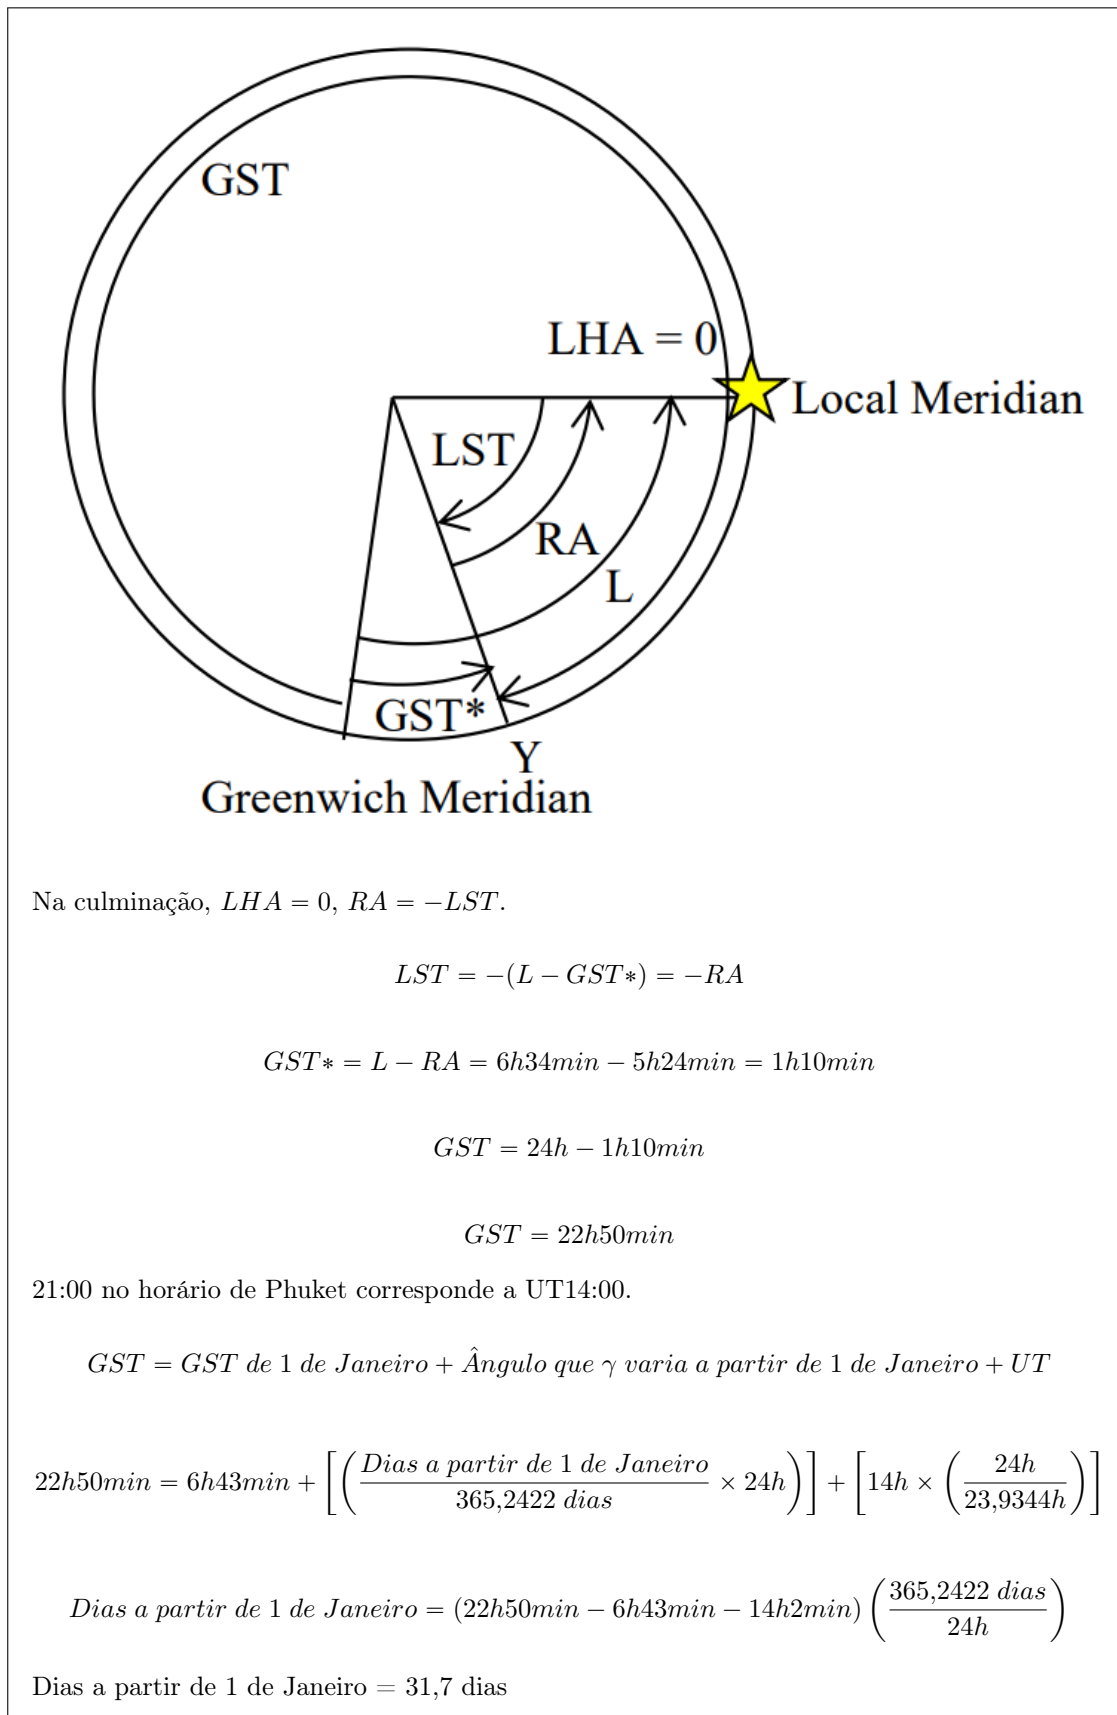 GST
LHA = 0
Local Meridian
LST
RA
L
GST*
Y
Greenwich Meridian
Na culminação, LHA = 0, RA = −LST.
LST = −(L − GST∗) = −RA
GST∗ = L − RA = 6h34min − 5h24min = 1h10min
GST = 24h − 1h10min
GST = 22h50min
21:00 no horário de Phuket corresponde a UT14:00.
GST = GST de 1 de Janeiro + Ângulo que γ varia a partir de 1 de Janeiro + UT
22h50min = 6h43min + [(Dias a partir de 1 de Janeiro / 365,2422 dias × 24h)] + [14h × (24h / 23,9344h)]
Dias a partir de 1 de Janeiro = (22h50min − 6h43min − 14h2min) (365,2422 dias / 24h)
Dias a partir de 1 de Janeiro = 31,7 dias